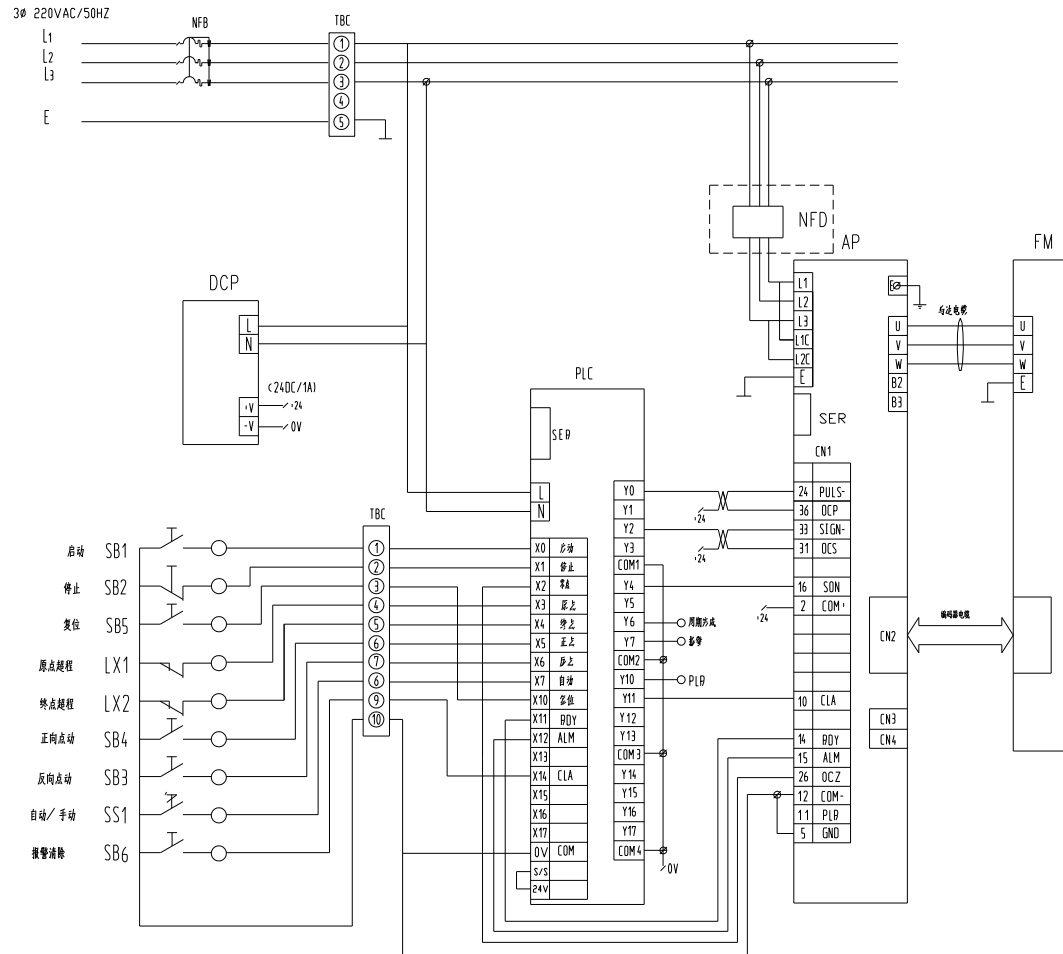 3Ø 220VAC/50HZ
NFB
TBC
L1
L2
L3
E
1
2
3
4
5
NFD
AP
FM
DCP
L
N
(24DC/1A)
+V
+24
-V
0V
L1
L2
L3
L1C
L2C
E
E
U
V
W
B2
B3
U
V
W
E
SER
CN1
PLC
L
N
TBC
启动 SB1
停止 SB2
复位 SB5
原点超程 LX1
终点超程 LX2
正向点动 SB4
反向点动 SB3
自动/手动 SS1
报警清除 SB6
1
2
3
4
5
6
7
6
9
10
X0 启动
X1 停止
X2 零点
X3 原点
X4 终点
X5 正点
X6 反点
X7 自动
X10 复位
X11 RDY
X12 ALM
X13
X14 CLA
X15
X16
X17
0V COM
S/S
24V
Y0
Y1
Y2
Y3
COM1
Y4
Y5
Y6 周期完成
Y7 报警
COM2
Y10 PLR
Y11
Y12
Y13
COM3
Y14
Y15
Y16
Y17
COM4
0V
+24
+24
+24
24 PULS-
36 OCP
33 SIGN-
31 OCS
16 SON
2 COM+
10 CLA
14 RDY
15 ALM
26 OCZ
12 COM-
11 PLR
5 GND
CN2
编码器电缆
CN3
CN4